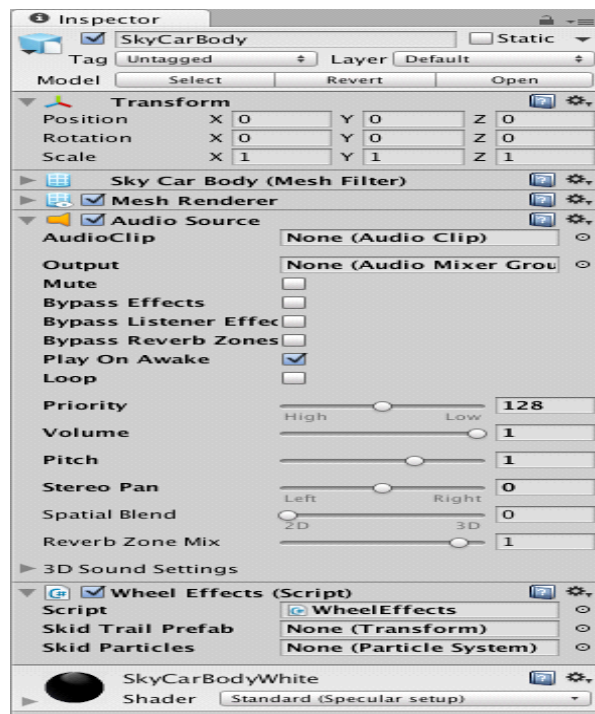 Inspector
SkyCarBody Static
Tag Untagged Layer Default
Model Select Revert Open
Transform
Position X 0 Y 0 Z 0
Rotation X 0 Y 0 Z 0
Scale X 1 Y 1 Z 1
Sky Car Body (Mesh Filter)
Mesh Renderer
Audio Source
AudioClip None (Audio Clip)
Output None (Audio Mixer Grou
Mute
Bypass Effects
Bypass Listener Effec
Bypass Reverb Zones
Play On Awake
Loop
Priority 128
High Low
Volume 1
Pitch 1
Stereo Pan 0
Left Right
Spatial Blend 0
2D 3D
Reverb Zone Mix 1
3D Sound Settings
Wheel Effects (Script)
Script WheelEffects
Skid Trail Prefab None (Transform)
Skid Particles None (Particle System)
SkyCarBodyWhite
Shader Standard (Specular setup)